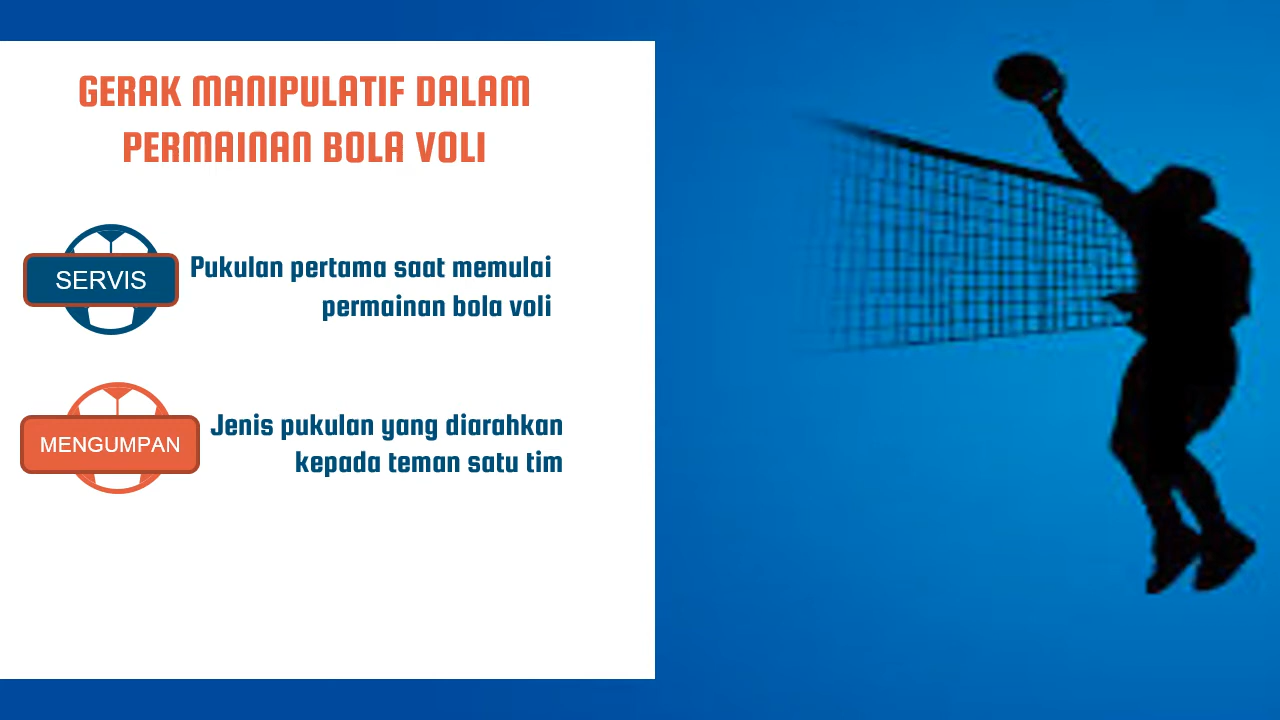 GERAK MANIPULATIF DALAM
PERMAINAN BOLA VOLI
SERVIS
Pukulan pertama saat memulai
permainan bola voli
MENGUMPAN
Jenis pukulan yang diarahkan
kepada teman satu tim